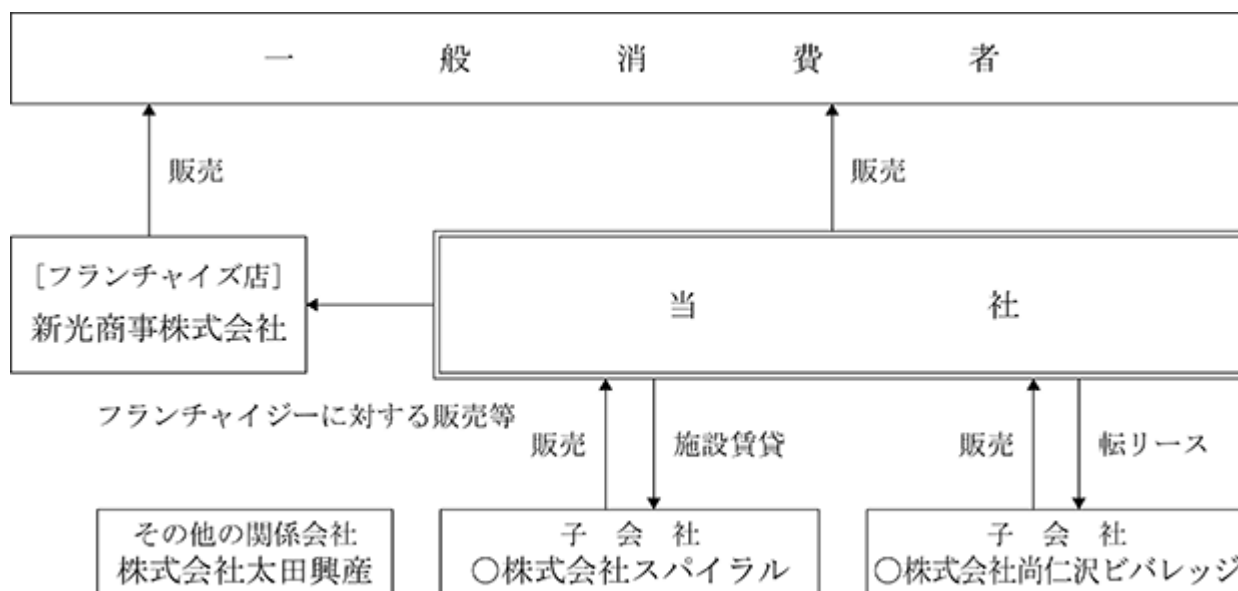 一般消費者
販売
販売
[フランチャイズ店]
新光商事株式会社
当社
フランチャイジーに対する販売等
販売
施設賃貸
販売
転リース
その他の関係会社
株式会社太田興産
子会社
○株式会社スパイラル
子会社
○株式会社尚仁沢ビバレッジ